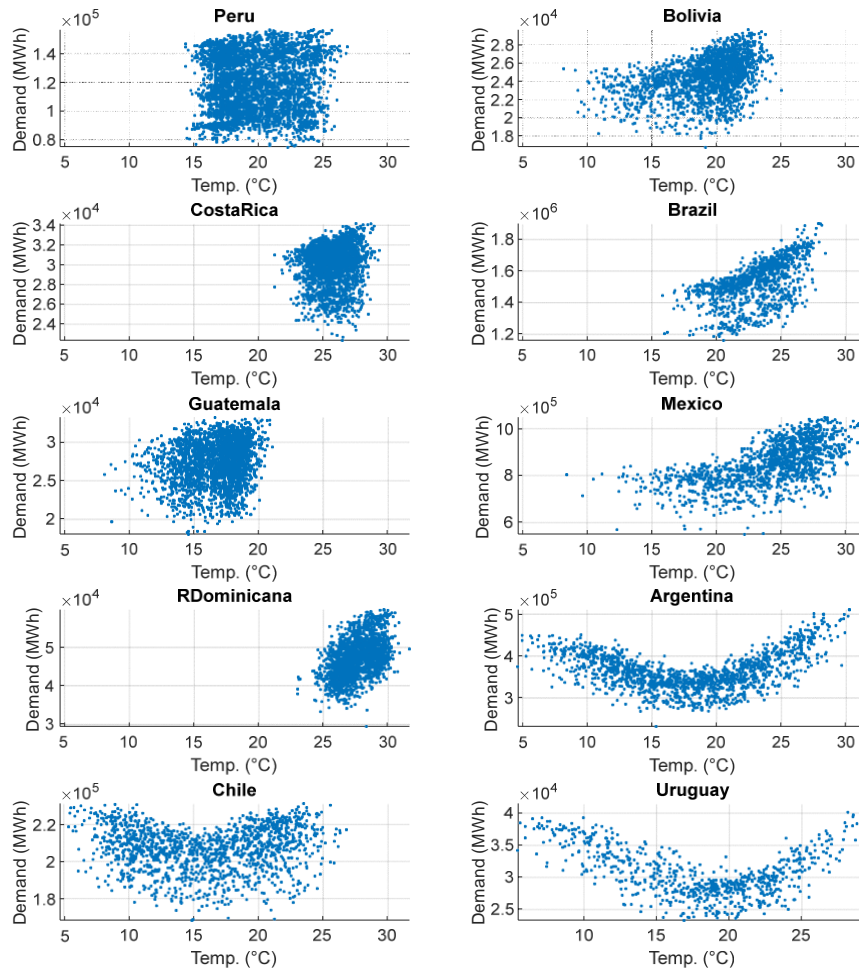 Peru
×10^5
Demand (MWh)
1.4
1.2
1
0.8
5 10 15 20 25 30
Temp. (°C)
Bolivia
×10^4
Demand (MWh)
2.8
2.6
2.4
2.2
2
1.8
5 10 15 20 25 30
Temp. (°C)
CostaRica
×10^4
Demand (MWh)
3.4
3.2
3
2.8
2.6
2.4
5 10 15 20 25 30
Temp. (°C)
Brazil
×10^6
Demand (MWh)
1.8
1.6
1.4
1.2
5 10 15 20 25 30
Temp. (°C)
Guatemala
×10^4
Demand (MWh)
3
2.5
2
5 10 15 20 25 30
Temp. (°C)
Mexico
×10^5
Demand (MWh)
10
8
6
5 10 15 20 25 30
Temp. (°C)
RDominicana
×10^4
Demand (MWh)
5
4
3
5 10 15 20 25 30
Temp. (°C)
Argentina
×10^5
Demand (MWh)
5
4
3
5 10 15 20 25 30
Temp. (°C)
Chile
×10^5
Demand (MWh)
2.2
2
1.8
5 10 15 20 25 30
Temp. (°C)
Uruguay
×10^4
Demand (MWh)
4
3.5
3
2.5
10 15 20 25
Temp. (°C)